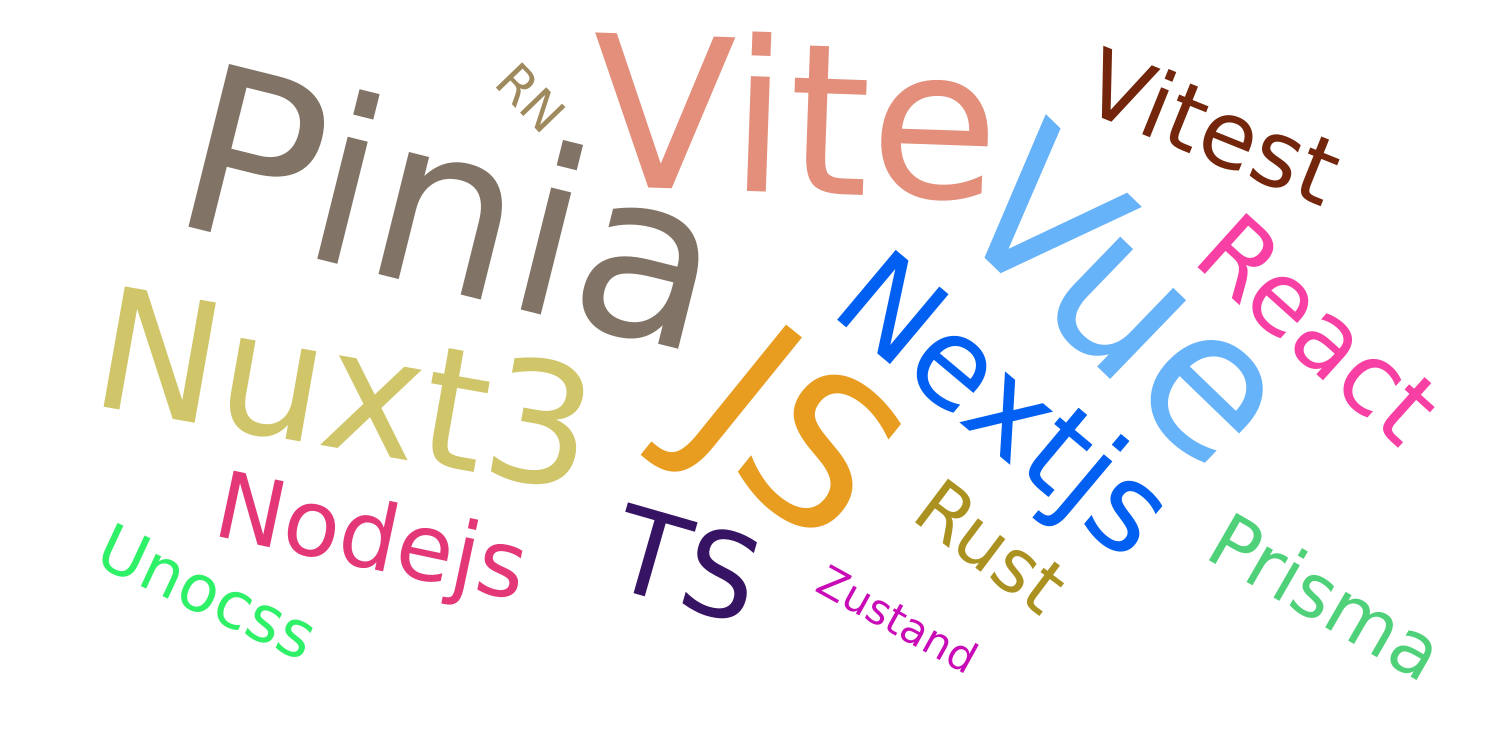 Pinia
RN
Vite
Vitest
Vue
React
Nuxt3
JS
Nextjs
Nodejs
TS
Rust
Prisma
Unocss
Zustand